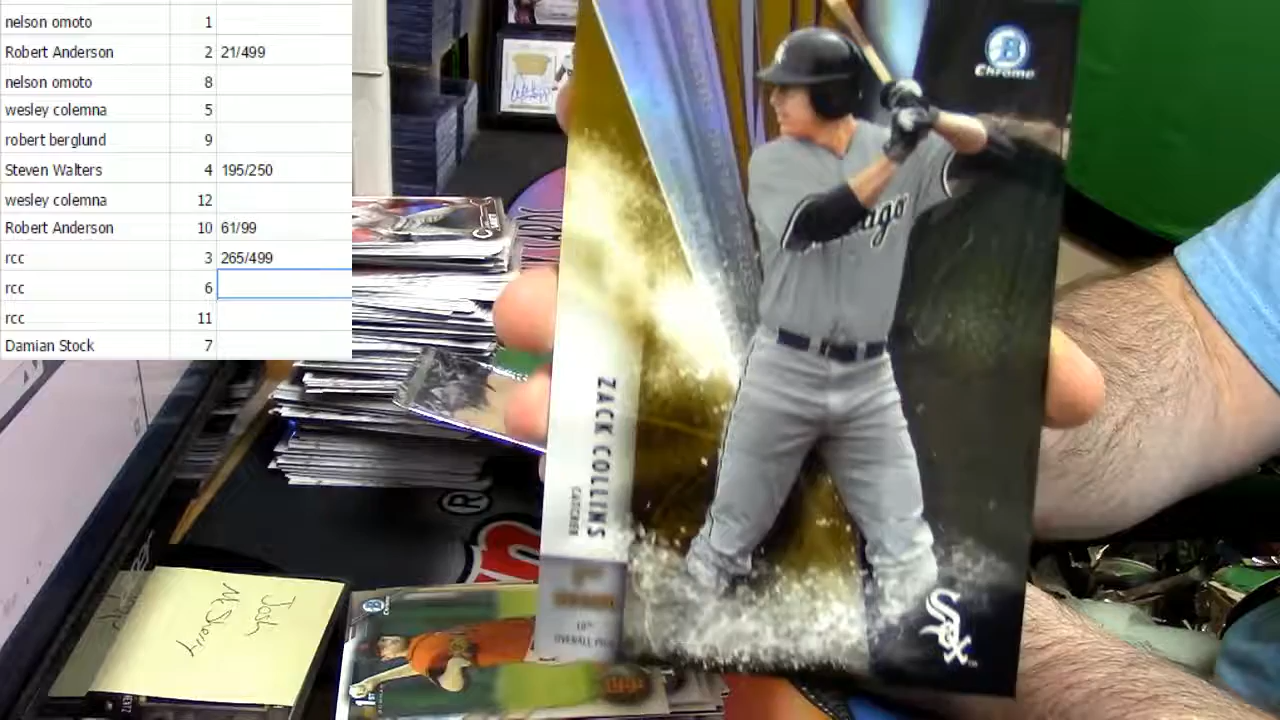 nelson omoto 1
Robert Anderson 2 21/499
nelson omoto 8
wesley colemna 5
robert berglund 9
Steven Walters 4 195/250
wesley colemna 12
Robert Anderson 10 61/99
rcc 3 265/499
rcc 6
rcc 11
Damian Stock 7
B
Chrome
ZACK COLLINS
CATCHER
Sox
Josh
Chrome
1st